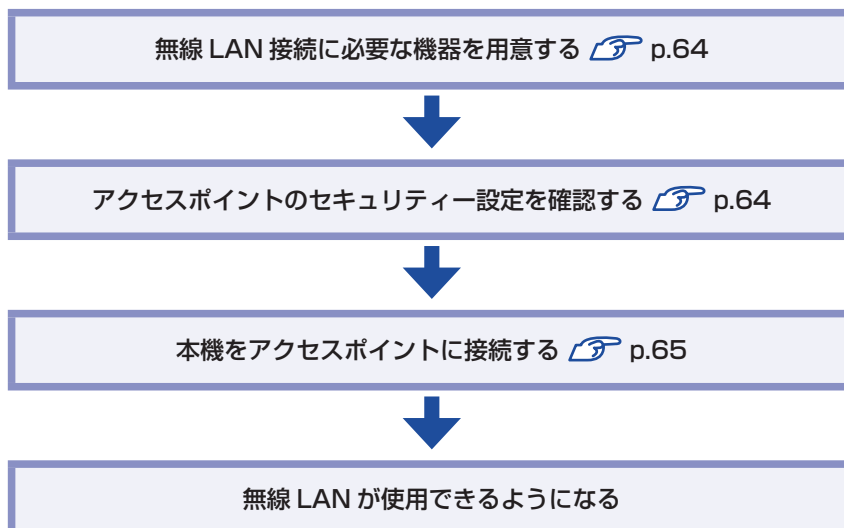 無線 LAN 接続に必要な機器を用意する p.64
アクセスポイントのセキュリティー設定を確認する p.64
本機をアクセスポイントに接続する p.65
無線 LAN が使用できるようになる